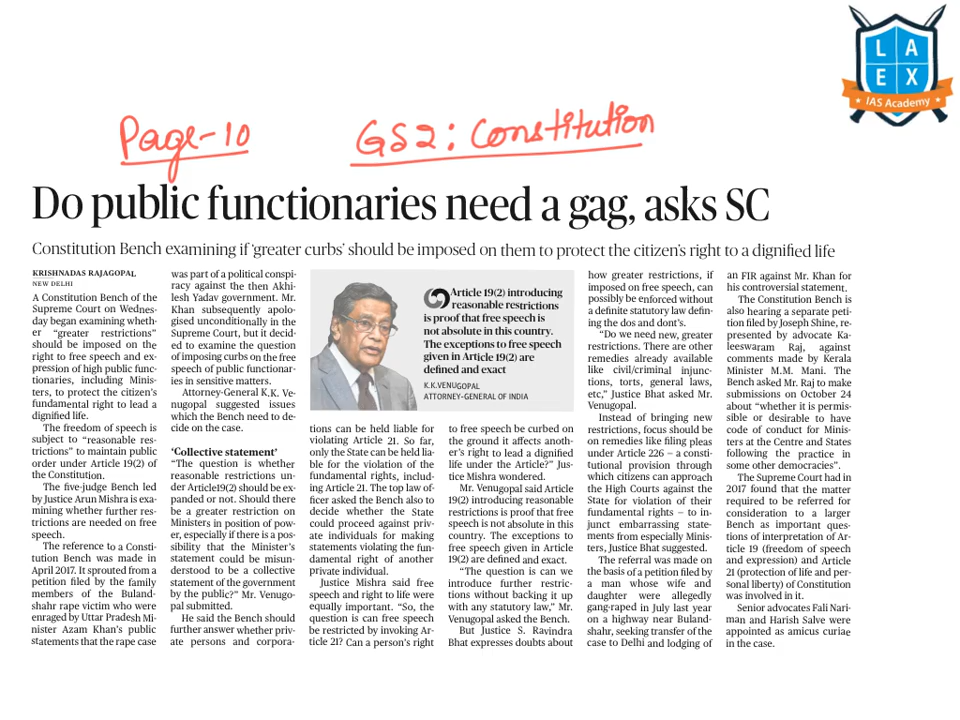 L A
E X
IAS Academy
Page-10
GS2: Constitution
Do public functionaries need a gag, asks SC
Constitution Bench examining if ‘greater curbs’ should be imposed on them to protect the citizen’s right to a dignified life
KRISHNADAS RAJAGOPAL
NEW DELHI
A Constitution Bench of the
Supreme Court on Wednes-
day began examining wheth-
er “greater restrictions”
should be imposed on the
right to free speech and ex-
pression of high public func-
tionaries, including Minis-
ters, to protect the citizen’s
fundamental right to lead a
dignified life.
The freedom of speech is
subject to “reasonable res-
trictions” to maintain public
order under Article 19(2) of
the Constitution.
The five-judge Bench led
by Justice Arun Mishra is exa-
mining whether further res-
trictions are needed on free
speech.
The reference to a Consti-
tution Bench was made in
April 2017. It sprouted from a
petition filed by the family
members of the Buland-
shahr rape victim who were
enraged by Uttar Pradesh Mi-
nister Azam Khan’s public
statements that the rape case
was part of a political conspi-
racy against the then Akhi-
lesh Yadav government. Mr.
Khan subsequently apolo-
gised unconditionally in the
Supreme Court, but it decid-
ed to examine the question
of imposing curbs on the free
speech of public functionar-
ies in sensitive matters.
Attorney-General K.K. Ve-
nugopal suggested issues
which the Bench need to de-
cide on the case.
‘Collective statement’
“The question is whether
reasonable restrictions un-
der Article19(2) should be ex-
panded or not. Should there
be a greater restriction on
Ministers in position of pow-
er, especially if there is a pos-
sibility that the Minister’s
statement could be misun-
derstood to be a collective
statement of the government
by the public?” Mr. Venugo-
pal submitted.
He said the Bench should
further answer whether priv-
ate persons and corpora-
Article 19(2) introducing
reasonable restrictions
is proof that free speech is
not absolute in this country.
The exceptions to free speech
given in Article 19(2) are
defined and exact
K.K.VENUGOPAL
ATTORNEY-GENERAL OF INDIA
tions can be held liable for
violating Article 21. So far,
only the State can be held lia-
ble for the violation of the
fundamental rights, includ-
ing Article 21. The top law of-
ficer asked the Bench also to
decide whether the State
could proceed against priv-
ate individuals for making
statements violating the fun-
damental right of another
private individual.
Justice Mishra said free
speech and right to life were
equally important. “So, the
question is can free speech
be restricted by invoking Ar-
ticle 21? Can a person’s right
to free speech be curbed on
the ground it affects anoth-
er’s right to lead a dignified
life under the Article?” Jus-
tice Mishra wondered.
Mr. Venugopal said Article
19(2) introducing reasonable
restrictions is proof that free
speech is not absolute in this
country. The exceptions to
free speech given in Article
19(2) are defined and exact.
“The question is can we
introduce further restric-
tions without backing it up
with any statutory law,” Mr.
Venugopal asked the Bench.
But Justice S. Ravindra
Bhat expresses doubts about
how greater restrictions, if
imposed on free speech, can
possibly be enforced without
a definite statutory law defin-
ing the dos and dont’s.
“Do we need new, greater
restrictions. There are other
remedies already available
like civil/criminal injunc-
tions, torts, general laws,
etc,” Justice Bhat asked Mr.
Venugopal.
Instead of bringing new
restrictions, focus should be
on remedies like filing pleas
under Article 226 – a consti-
tutional provision through
which citizens can approach
the High Courts against the
State for violation of their
fundamental rights – to in-
junct embarrassing state-
ments from especially Minis-
ters, Justice Bhat suggested.
The referral was made on
the basis of a petition filed by
a man whose wife and
daughter were allegedly
gang-raped in July last year
on a highway near Buland-
shahr, seeking transfer of the
case to Delhi and lodging of
an FIR against Mr. Khan for
his controversial statement.
The Constitution Bench is
also hearing a separate peti-
tion filed by Joseph Shine, re-
presented by advocate Ka-
leeswaram Raj, against
comments made by Kerala
Minister M.M. Mani. The
Bench asked Mr. Raj to make
submissions on October 24
about “whether it is permis-
sible or desirable to have
code of conduct for Minis-
ters at the Centre and States
following the practice in
some other democracies”.
The Supreme Court had in
2017 found that the matter
required to be referred for
consideration to a larger
Bench as important ques-
tions of interpretation of Ar-
ticle 19 (freedom of speech
and expression) and Article
21 (protection of life and per-
sonal liberty) of Constitution
was involved in it.
Senior advocates Fali Nari-
man and Harish Salve were
appointed as amicus curiae
in the case.